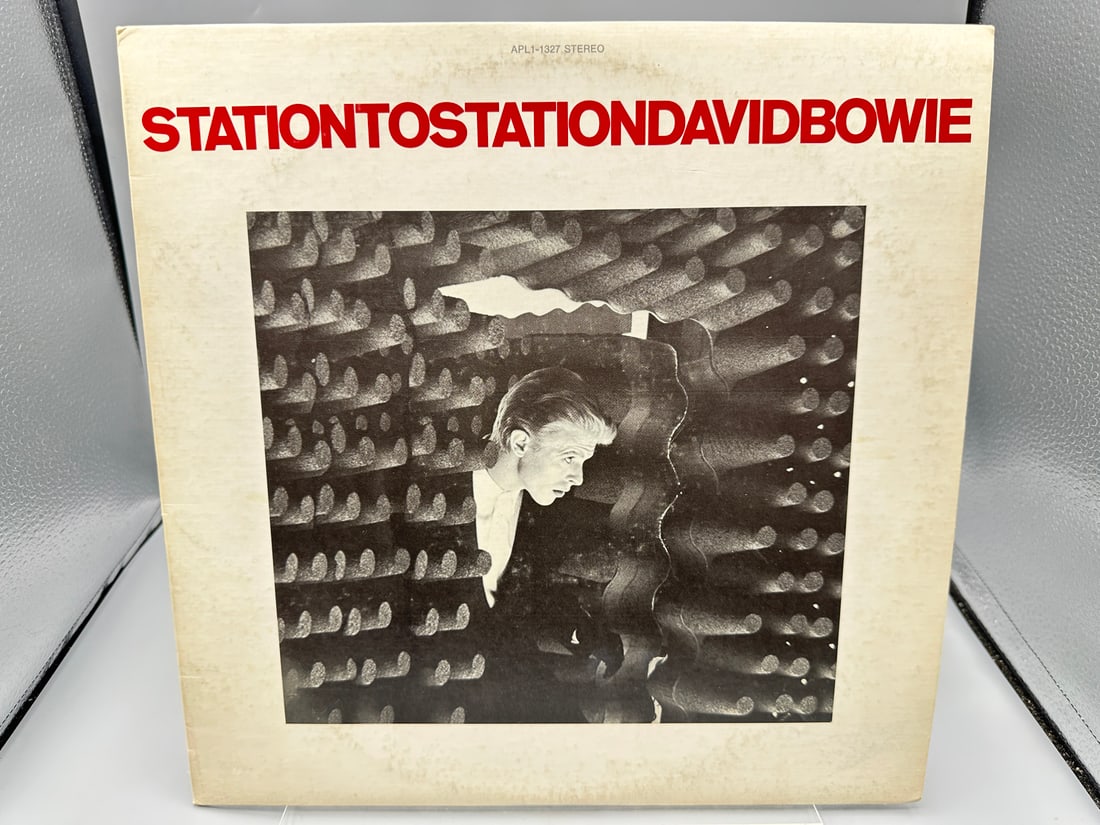 APL1-1327 STEREO
STATIONTOSTATIONDAVIDBOWIE